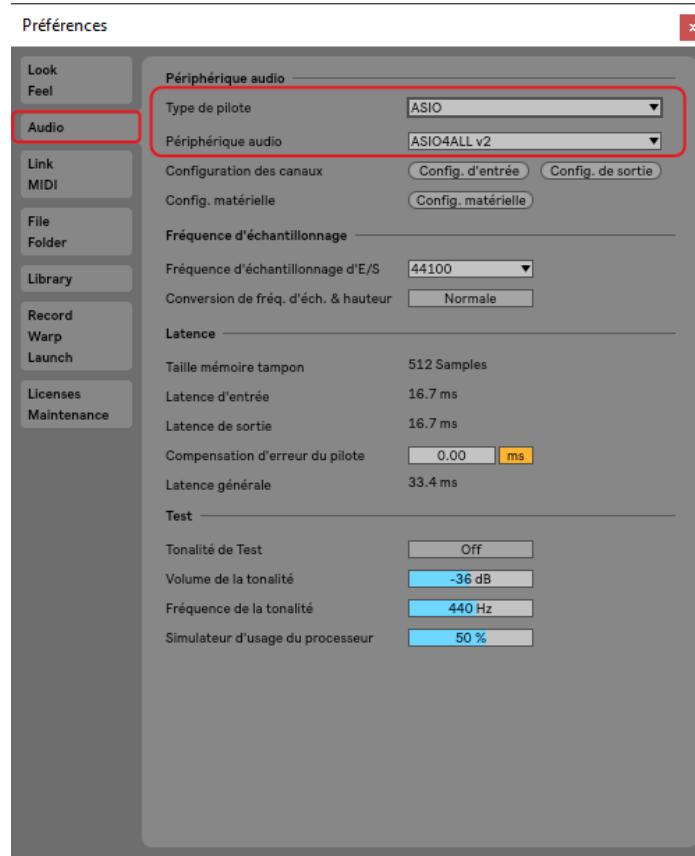 Préférences
x
Look
Feel
Audio
Link
MIDI
File
Folder
Library
Record
Warp
Launch
Licenses
Maintenance
Périphérique audio
Type de pilote ASIO
Périphérique audio ASIO4ALL v2
Configuration des canaux Config. d'entrée Config. de sortie
Config. matérielle Config. matérielle
Fréquence d'échantillonnage
Fréquence d'échantillonnage d'E/S 44100
Conversion de fréq. d'éch. & hauteur Normale
Latence
Taille mémoire tampon 512 Samples
Latence d'entrée 16.7 ms
Latence de sortie 16.7 ms
Compensation d'erreur du pilote 0.00 ms
Latence générale 33.4 ms
Test
Tonalité de Test Off
Volume de la tonalité -36 dB
Fréquence de la tonalité 440 Hz
Simulateur d'usage du processeur 50 %